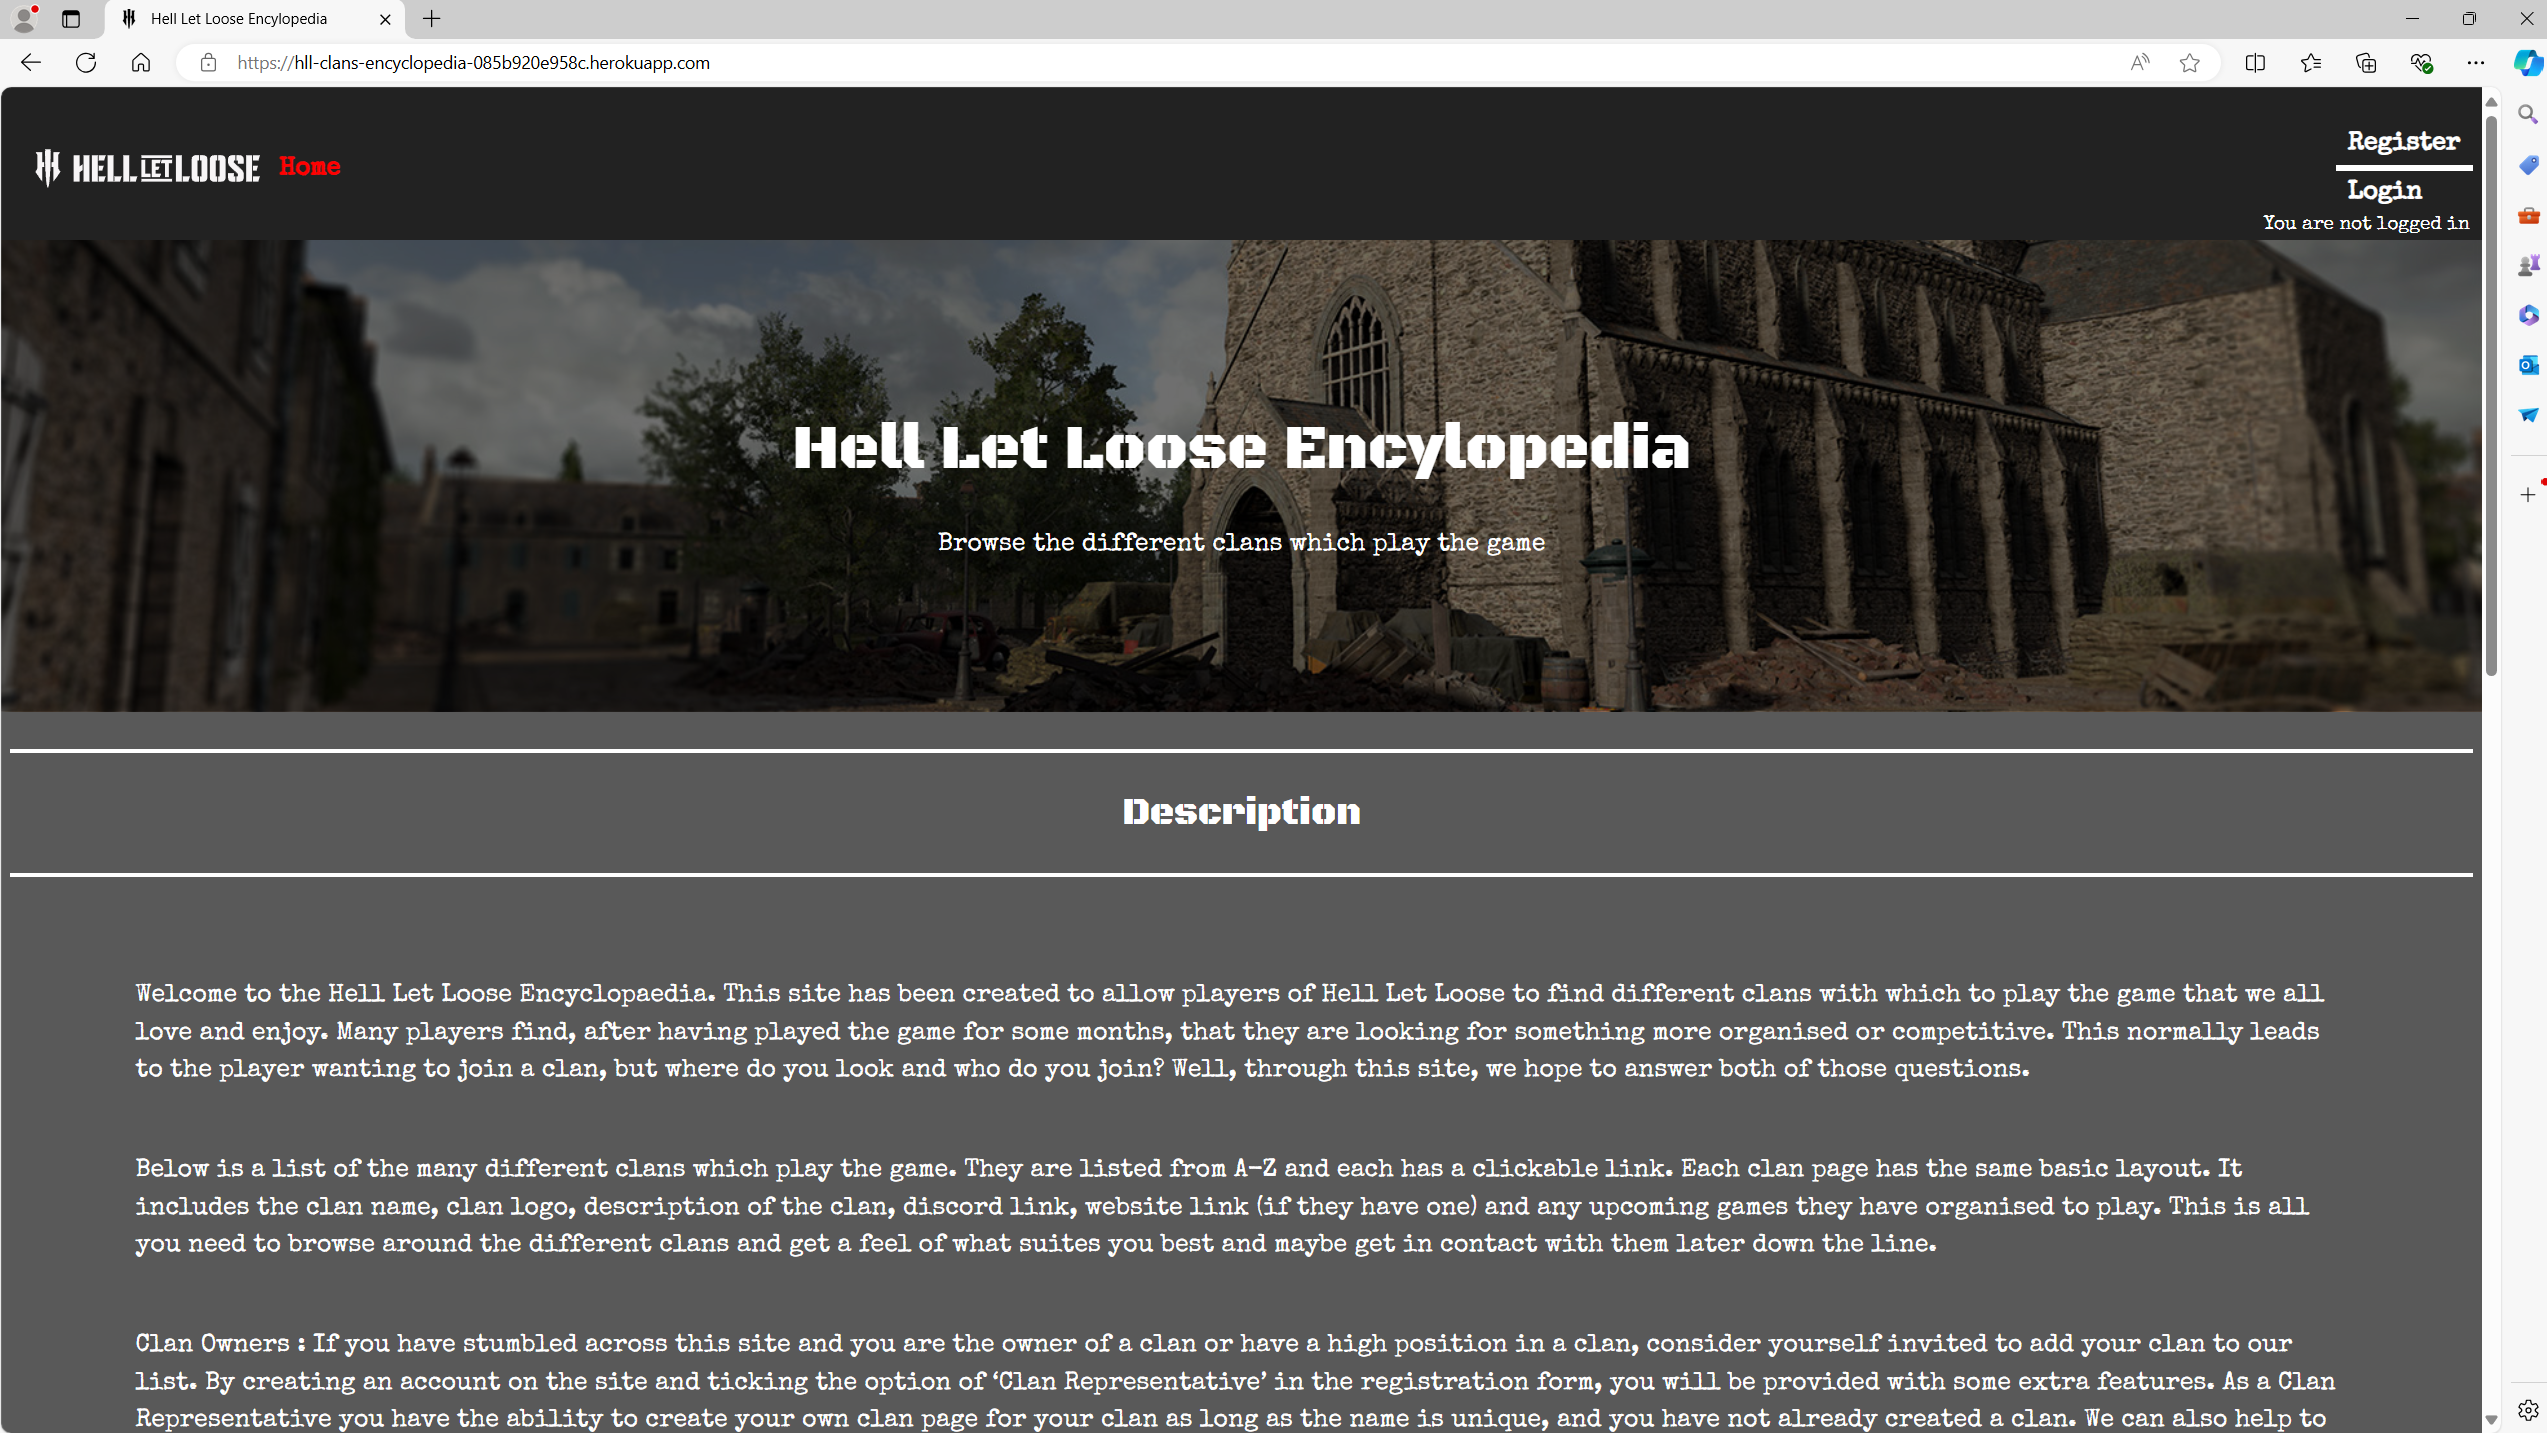 Hell Let Loose Encylopedia
https://hll-clans-encyclopedia-085b920e958c.herokuapp.com
HELL LET LOOSE
Home
Register
Login
You are not logged in
Hell Let Loose Encylopedia
Browse the different clans which play the game
Description
Welcome to the Hell Let Loose Encyclopaedia. This site has been created to allow players of Hell Let Loose to find different clans with which to play the game that we all
love and enjoy. Many players find, after having played the game for some months, that they are looking for something more organised or competitive. This normally leads
to the player wanting to join a clan, but where do you look and who do you join? Well, through this site, we hope to answer both of those questions.
Below is a list of the many different clans which play the game. They are listed from A-Z and each has a clickable link. Each clan page has the same basic layout. It
includes the clan name, clan logo, description of the clan, discord link, website link (if they have one) and any upcoming games they have organised to play. This is all
you need to browse around the different clans and get a feel of what suites you best and maybe get in contact with them later down the line.
Clan Owners : If you have stumbled across this site and you are the owner of a clan or have a high position in a clan, consider yourself invited to add your clan to our
list. By creating an account on the site and ticking the option of ‘Clan Representative’ in the registration form, you will be provided with some extra features. As a Clan
Representative you have the ability to create your own clan page for your clan as long as the name is unique, and you have not already created a clan. We can also help to